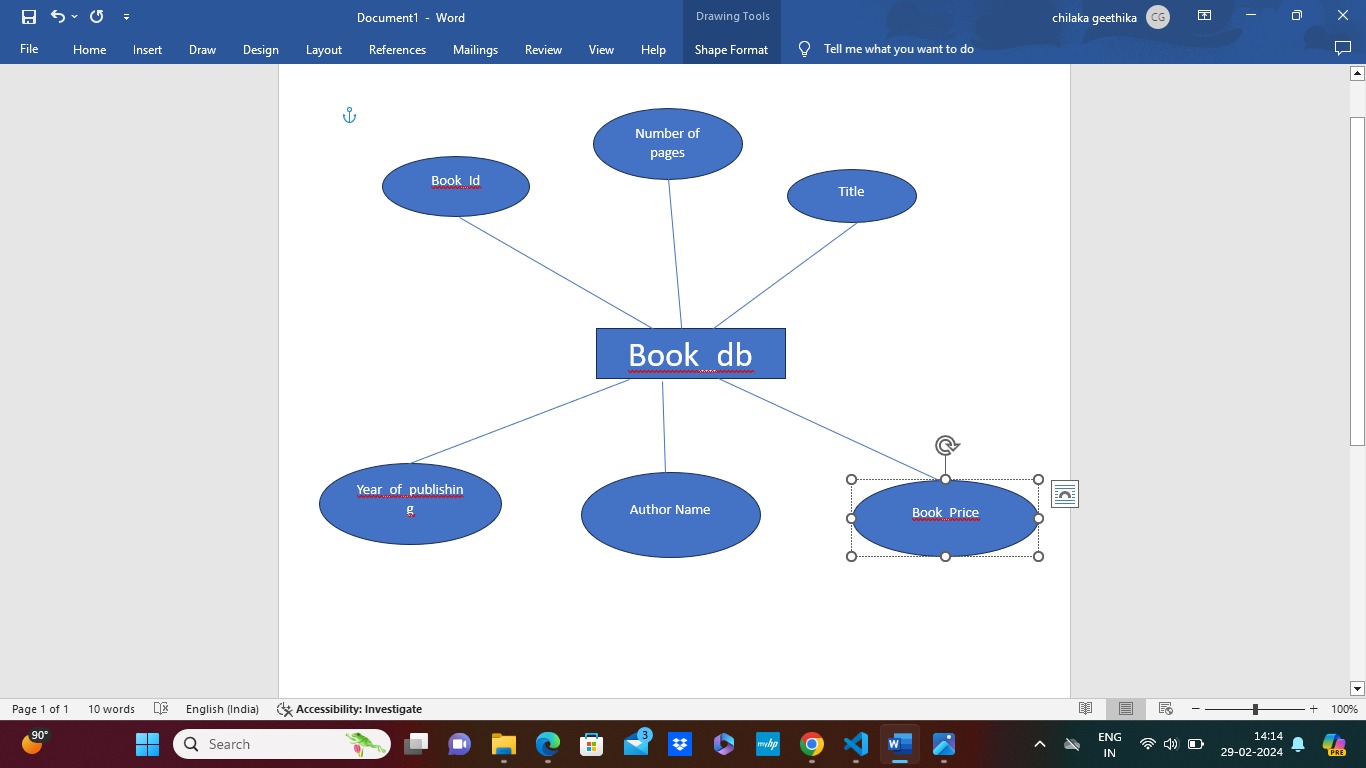 Document1 - Word
Drawing Tools
chilaka geethika
CG
File
Home
Insert
Draw
Design
Layout
References
Mailings
Review
View
Help
Shape Format
Tell me what you want to do
Number of
pages
Book_Id
Title
Book_db
Year_of_publishin
g
Author Name
Book_Price
Page 1 of 1
10 words
English (India)
Accessibility: Investigate
100%
90°
Search
3
myhp
W
ENG
IN
14:14
29-02-2024
PRE